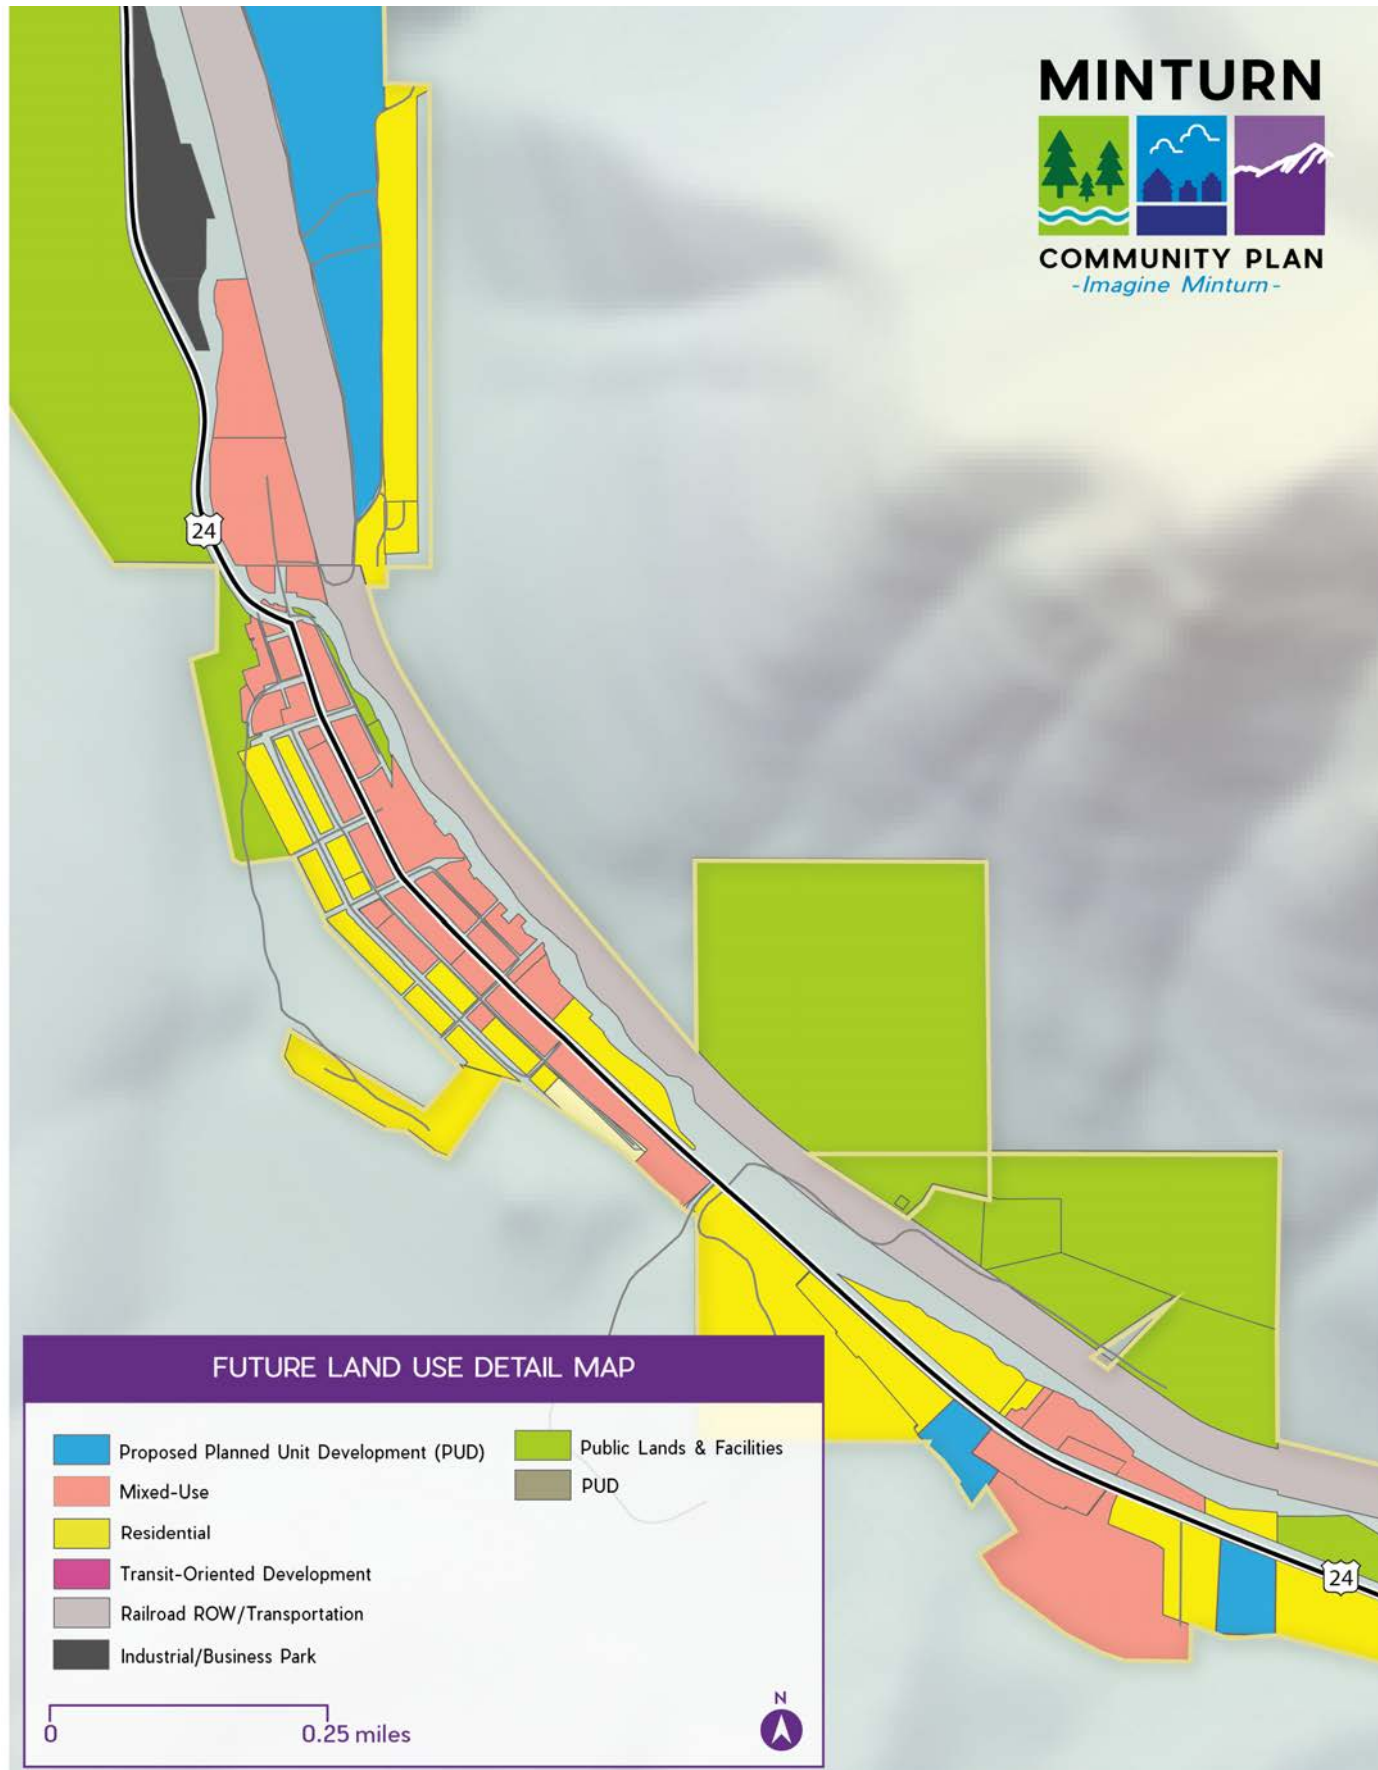 MINTURN
COMMUNITY PLAN
-Imagine Minturn-
24
FUTURE LAND USE DETAIL MAP
Proposed Planned Unit Development (PUD)
Mixed-Use
Residential
Transit-Oriented Development
Railroad ROW/Transportation
Industrial/Business Park
Public Lands & Facilities
PUD
24
0
0.25 miles
N